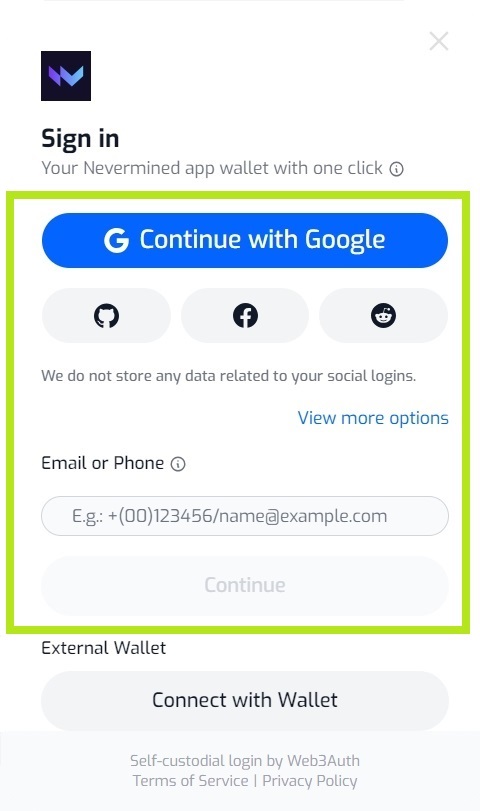 Sign in
Your Nevermined app wallet with one click
Continue with Google
We do not store any data related to your social logins.
View more options
Email or Phone
E.g.: +(00)123456/name@example.com
Continue
External Wallet
Connect with Wallet
Self-custodial login by Web3Auth
Terms of Service | Privacy Policy